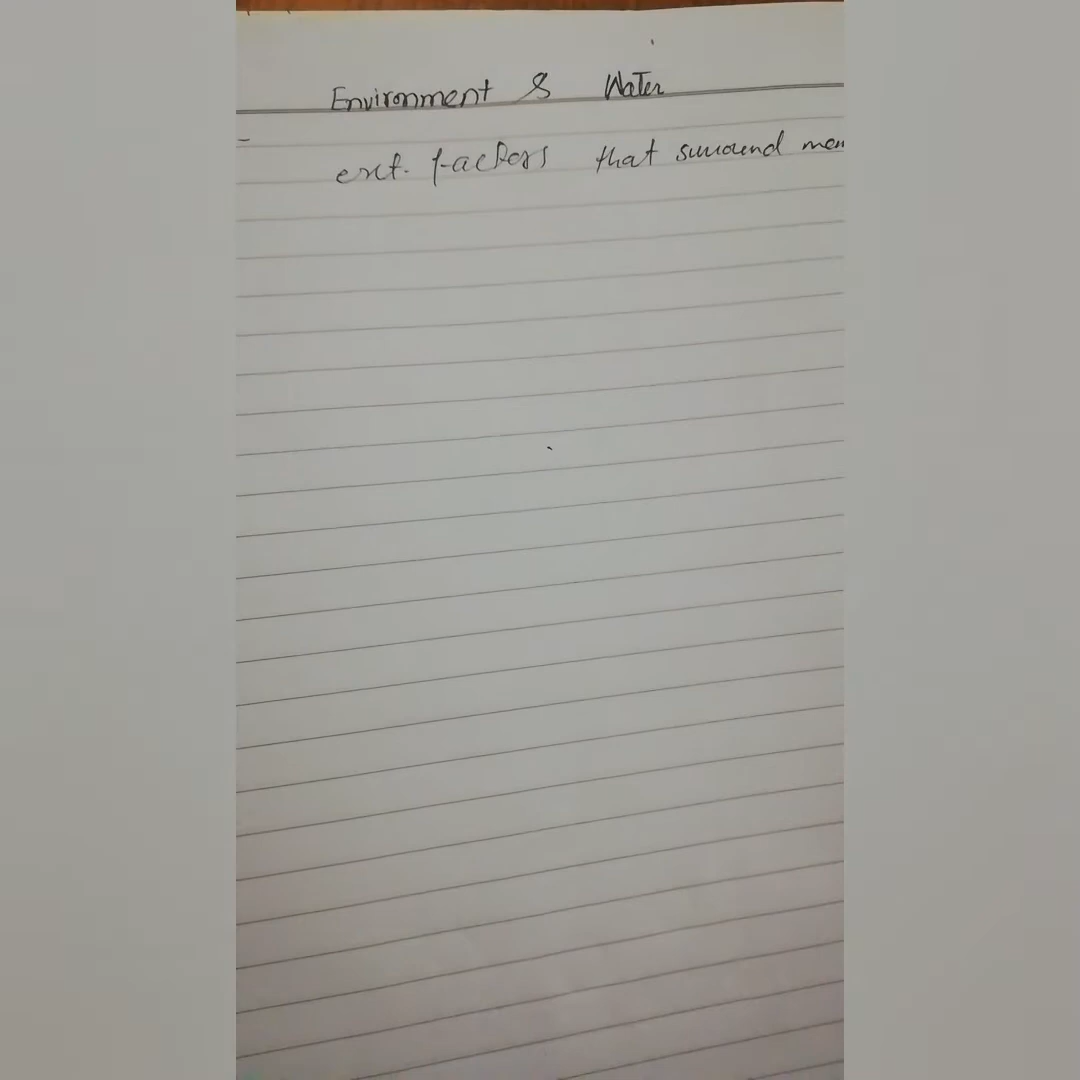 Environment & Water
ext. factors that surround man